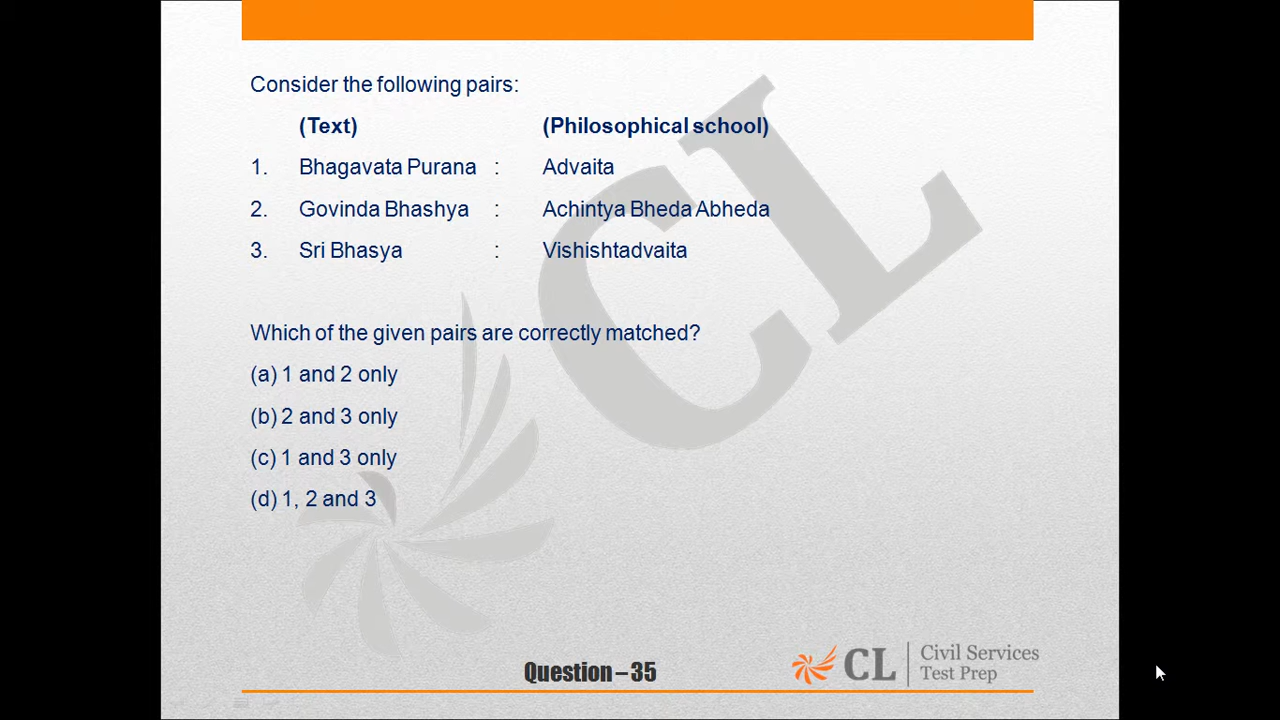 Consider the following pairs:
(Text) (Philosophical school)
1. Bhagavata Purana : Advaita
2. Govinda Bhashya : Achintya Bheda Abheda
3. Sri Bhasya : Vishishtadvaita
Which of the given pairs are correctly matched?
(a) 1 and 2 only
(b) 2 and 3 only
(c) 1 and 3 only
(d) 1, 2 and 3
CL
Question – 35
CL Civil Services
Test Prep